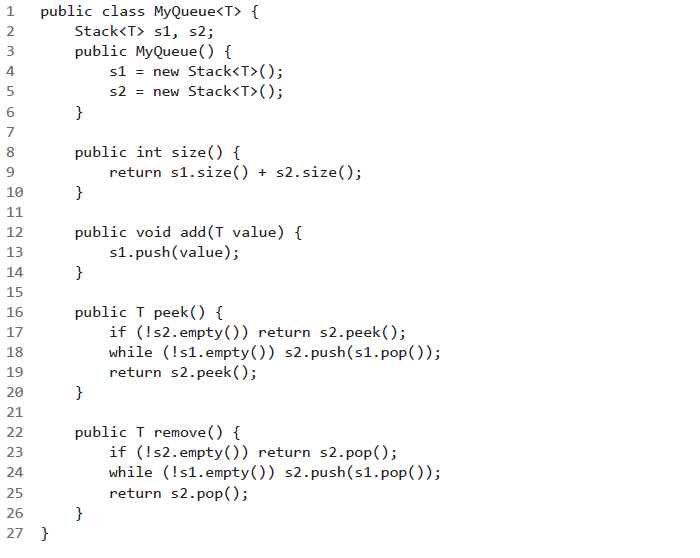 1 public class MyQueue<T> {
2     Stack<T> s1, s2;
3     public MyQueue() {
4         s1 = new Stack<T>();
5         s2 = new Stack<T>();
6     }
7
8     public int size() {
9         return s1.size() + s2.size();
10     }
11
12     public void add(T value) {
13         s1.push(value);
14     }
15
16     public T peek() {
17         if (!s2.empty()) return s2.peek();
18         while (!s1.empty()) s2.push(s1.pop());
19         return s2.peek();
20     }
21
22     public T remove() {
23         if (!s2.empty()) return s2.pop();
24         while (!s1.empty()) s2.push(s1.pop());
25         return s2.pop();
26     }
27 }